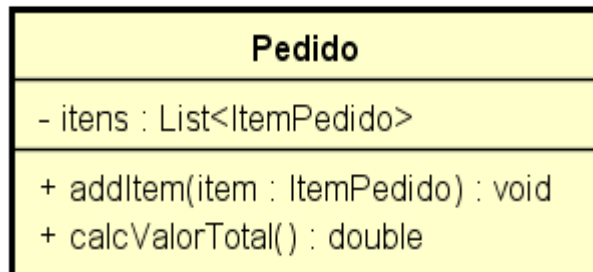 Pedido
- itens : List<ItemPedido>
+ addItem(item : ItemPedido) : void
+ calcValorTotal() : double